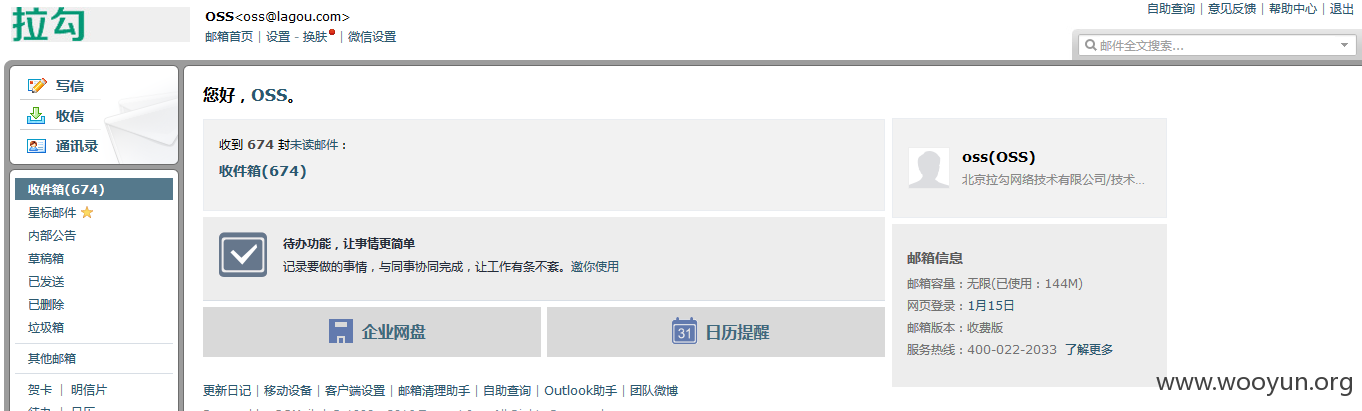 拉勾
OSS<oss@lagou.com>
邮箱首页 | 设置 - 换肤 | 微信设置
自助查询 | 意见反馈 | 帮助中心 | 退出
邮件全文搜索...
写信
收信
通讯录
收件箱(674)
星标邮件
内部公告
草稿箱
已发送
已删除
垃圾箱
其他邮箱
贺卡 | 明信片
您好，OSS。
收到 674 封未读邮件：
收件箱(674)
待办功能，让事情更简单
记录要做的事情，与同事协同完成，让工作有条不紊。邀你使用
企业网盘
31 日历提醒
oss(OSS)
北京拉勾网络技术有限公司/技术...
邮箱信息
邮箱容量：无限(已使用：144M)
网页登录：1月15日
邮箱版本：收费版
服务热线：400-022-2033 了解更多
更新日记 | 移动设备 | 客户端设置 | 邮箱清理助手 | 自助查询 | Outlook助手 | 团队微博
www.wooyun.org